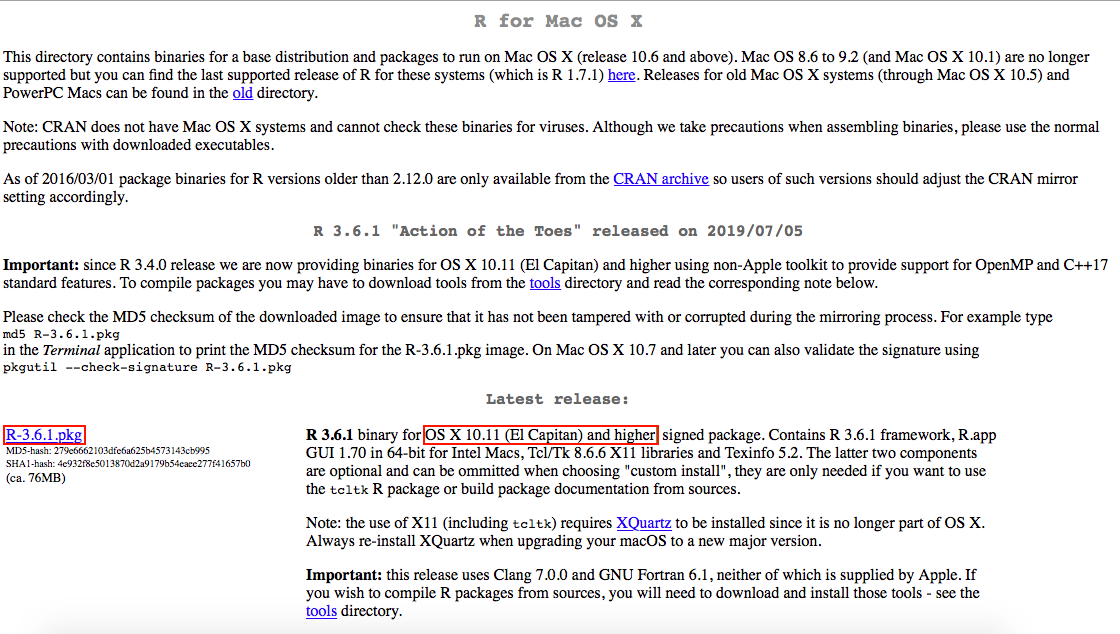 R for Mac OS X
This directory contains binaries for a base distribution and packages to run on Mac OS X (release 10.6 and above). Mac OS 8.6 to 9.2 (and Mac OS X 10.1) are no longer
supported but you can find the last supported release of R for these systems (which is R 1.7.1) here. Releases for old Mac OS X systems (through Mac OS X 10.5) and
PowerPC Macs can be found in the old directory.
Note: CRAN does not have Mac OS X systems and cannot check these binaries for viruses. Although we take precautions when assembling binaries, please use the normal
precautions with downloaded executables.
As of 2016/03/01 package binaries for R versions older than 2.12.0 are only available from the CRAN archive so users of such versions should adjust the CRAN mirror
setting accordingly.
R 3.6.1 "Action of the Toes" released on 2019/07/05
Important: since R 3.4.0 release we are now providing binaries for OS X 10.11 (El Capitan) and higher using non-Apple toolkit to provide support for OpenMP and C++17
standard features. To compile packages you may have to download tools from the tools directory and read the corresponding note below.
Please check the MD5 checksum of the downloaded image to ensure that it has not been tampered with or corrupted during the mirroring process. For example type
md5 R-3.6.1.pkg
in the Terminal application to print the MD5 checksum for the R-3.6.1.pkg image. On Mac OS X 10.7 and later you can also validate the signature using
pkgutil --check-signature R-3.6.1.pkg
Latest release:
R-3.6.1.pkg
MD5-hash: 279e6662103dfe6a625b4573143cb995
SHA1-hash: 4e932f8e5013870d2a9179b54eaee277f41657b0
(ca. 76MB)
R 3.6.1 binary for OS X 10.11 (El Capitan) and higher, signed package. Contains R 3.6.1 framework, R.app
GUI 1.70 in 64-bit for Intel Macs, Tcl/Tk 8.6.6 X11 libraries and Texinfo 5.2. The latter two components
are optional and can be ommitted when choosing "custom install", they are only needed if you want to use
the tcltk R package or build package documentation from sources.
Note: the use of X11 (including tcltk) requires XQuartz to be installed since it is no longer part of OS X.
Always re-install XQuartz when upgrading your macOS to a new major version.
Important: this release uses Clang 7.0.0 and GNU Fortran 6.1, neither of which is supplied by Apple. If
you wish to compile R packages from sources, you will need to download and install those tools - see the
tools directory.